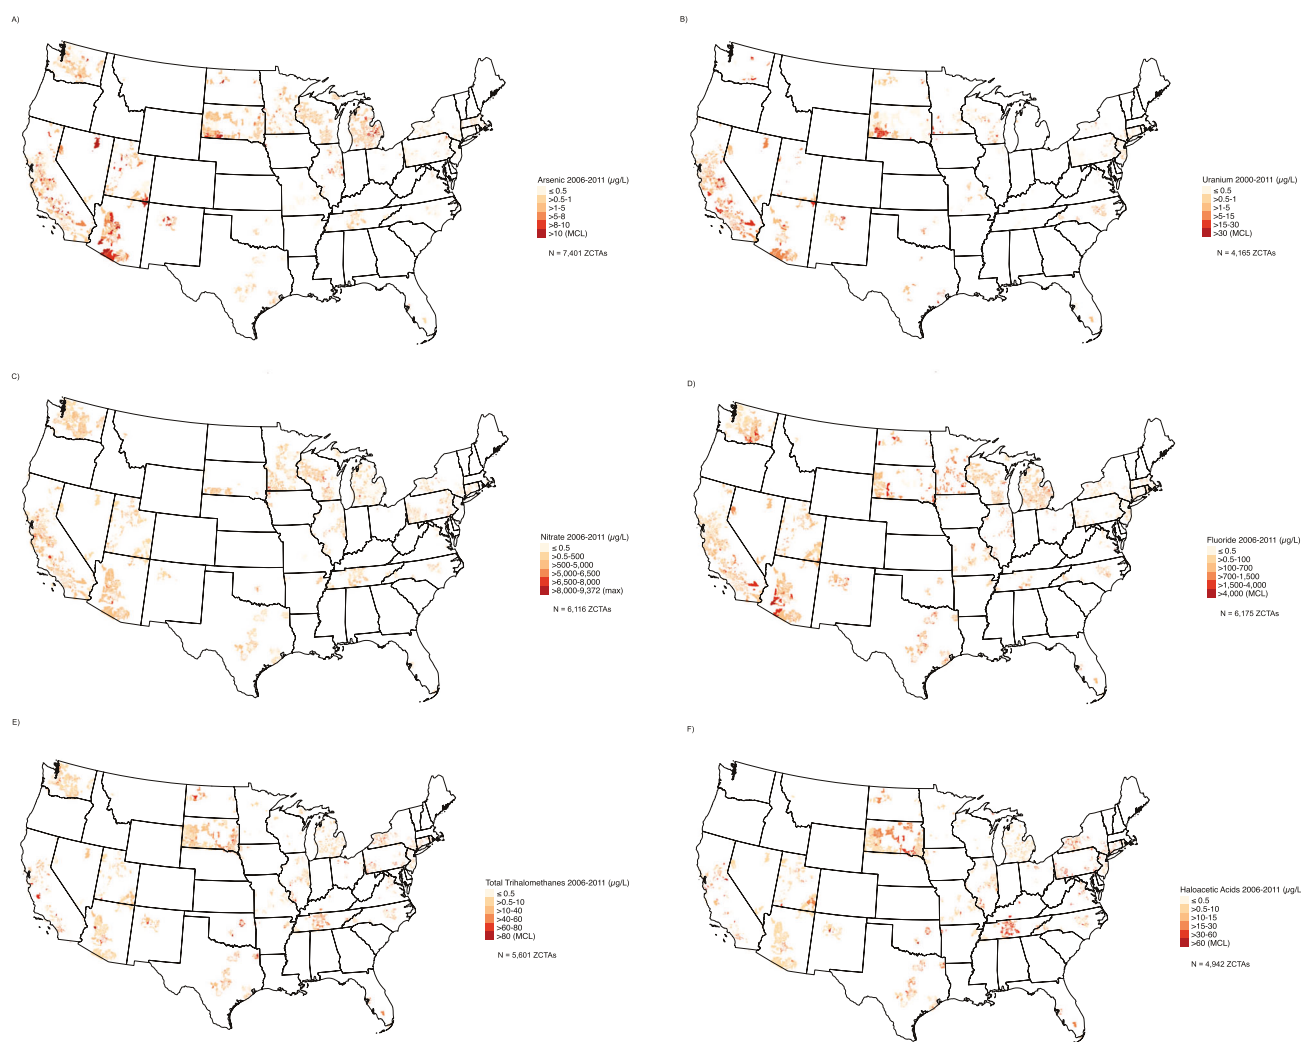 A)
Arsenic 2006-2011 (µg/L)
≤ 0.5
>0.5-1
>1-5
>5-8
>8-10
>10 (MCL)
N = 7,401 ZCTAs
B)
Uranium 2000-2011 (µg/L)
≤ 0.5
>0.5-1
>1-5
>5-15
>15-30
>30 (MCL)
N = 4,165 ZCTAs
C)
Nitrate 2006-2011 (µg/L)
≤ 0.5
>0.5-500
>500-5,000
>5,000-6,500
>6,500-8,000
>8,000-9,372 (max)
N = 6,116 ZCTAs
D)
Fluoride 2006-2011 (µg/L)
≤ 0.5
>0.5-100
>100-700
>700-1,500
>1,500-4,000
>4,000 (MCL)
N = 6,175 ZCTAs
E)
Total Trihalomethanes 2006-2011 (µg/L)
≤ 0.5
>0.5-10
>10-40
>40-60
>60-80
>80 (MCL)
N = 5,601 ZCTAs
F)
Haloacetic Acids 2006-2011 (µg/L
≤ 0.5
>0.5-10
>10-15
>15-30
>30-60
>60 (MCL)
N = 4,942 ZCTAs